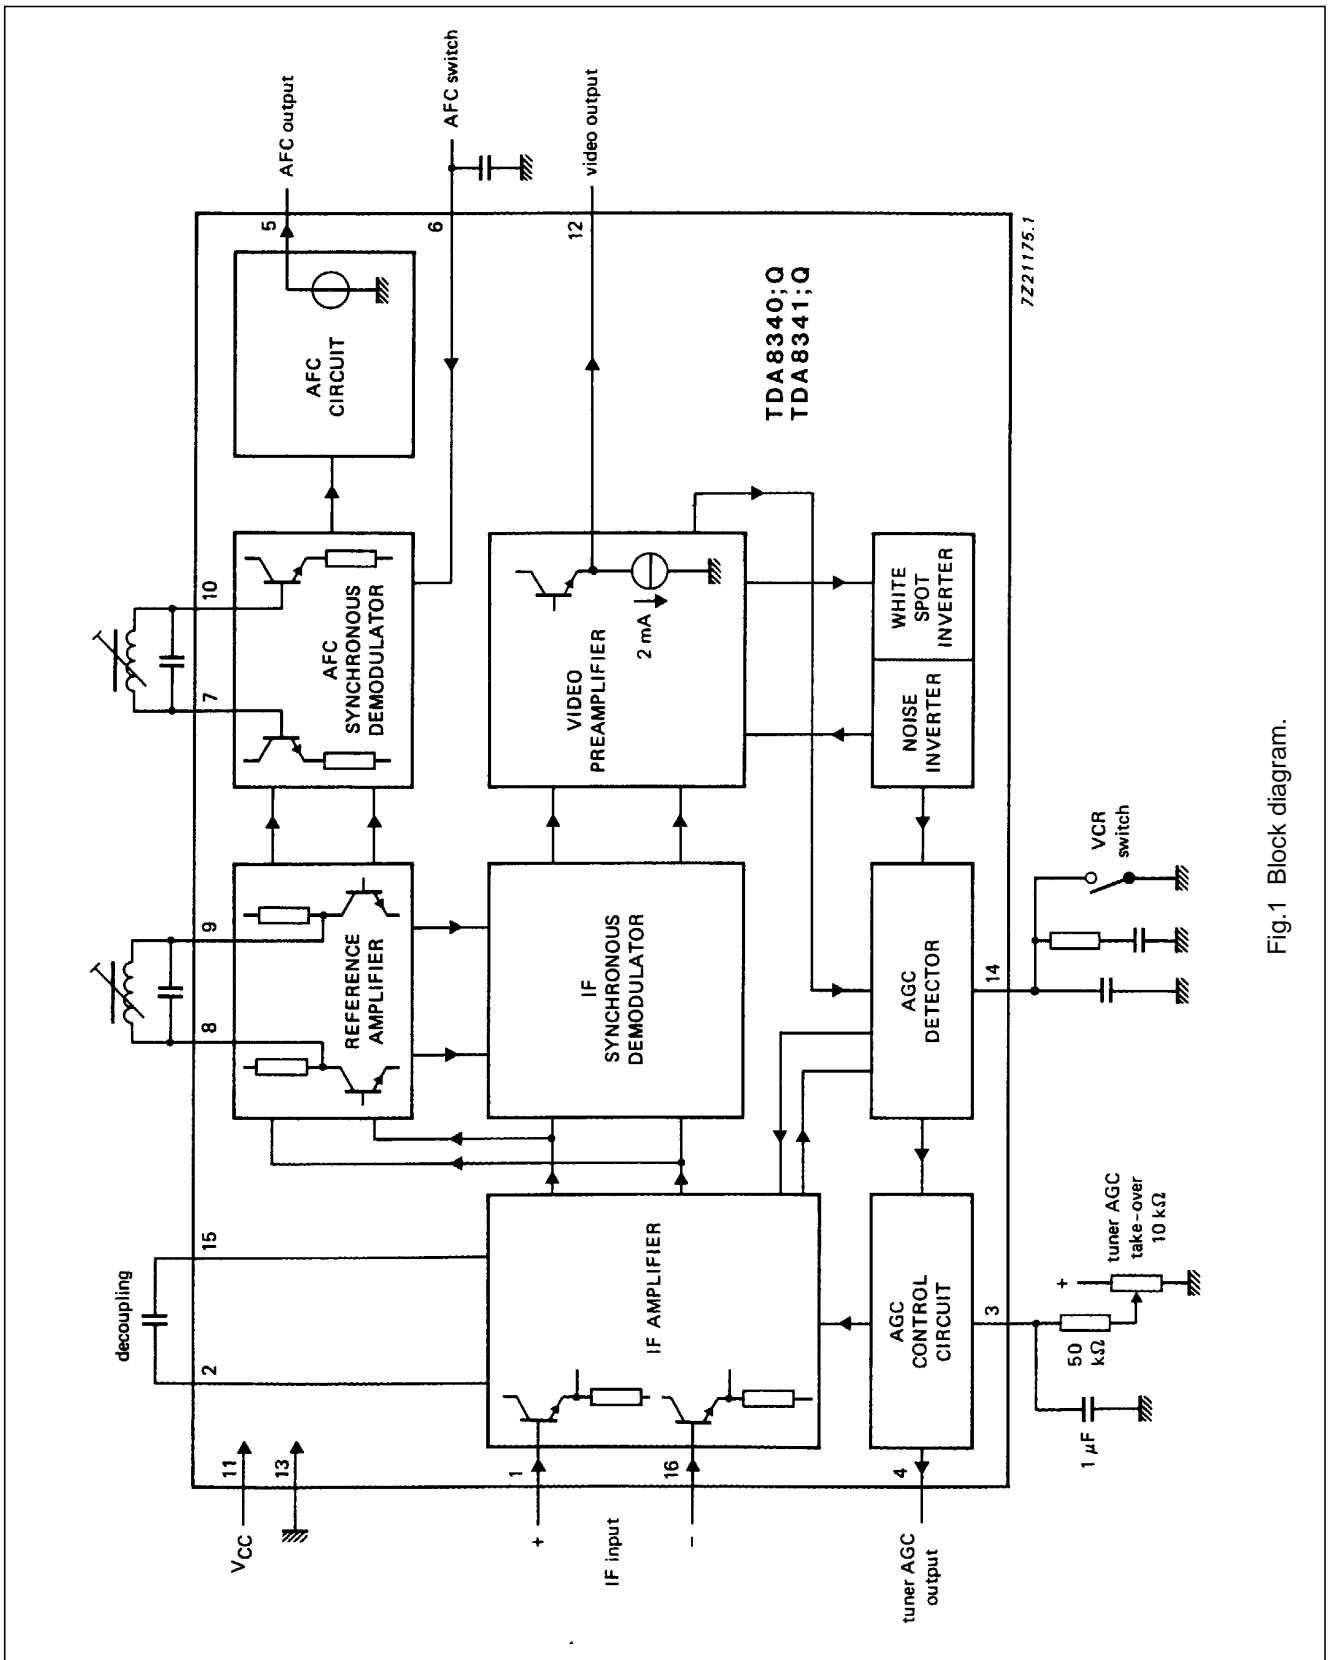 decoupling
2
15
8
9
7
10
VCC
11
13
REFERENCE
AMPLIFIER
AFC
SYNCHRONOUS
DEMODULATOR
AFC
CIRCUIT
5
AFC output
6
AFC switch
+
IF input
-
1
16
IF AMPLIFIER
IF
SYNCHRONOUS
DEMODULATOR
VIDEO
PREAMPLIFIER
2 mA
12
video output
TDA8340;Q
TDA8341;Q
tuner AGC
output
4
AGC
CONTROL
CIRCUIT
AGC
DETECTOR
NOISE
INVERTER
WHITE
SPOT
INVERTER
3
14
7Z21175.1
1 µF
50
kΩ
+
tuner AGC
take-over
10 kΩ
VCR
switch
Fig.1 Block diagram.